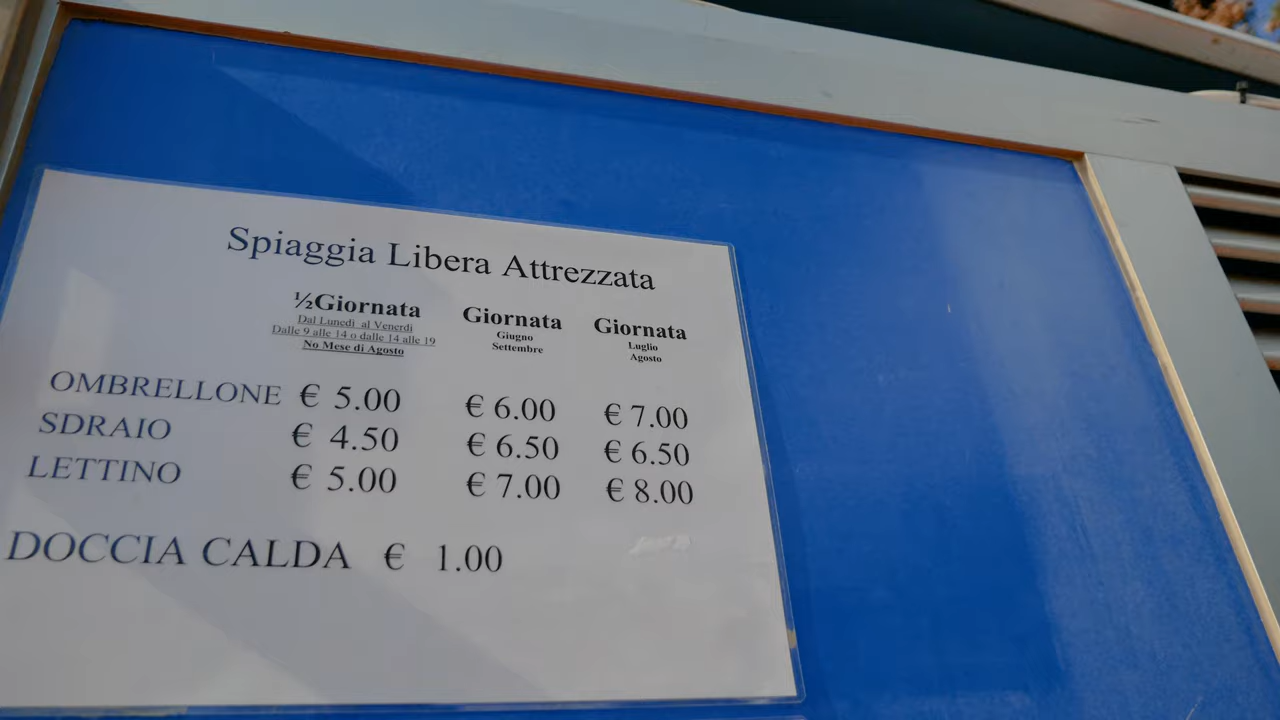 Spiaggia Libera Attrezzata
½Giornata Giornata Giornata
Dal Lunedì al Venerdì Giugno Luglio
Dalle 9 alle 14 o dalle 14 alle 19 Settembre Agosto
No Mese di Agosto
OMBRELLONE € 5.00 € 6.00 € 7.00
SDRAIO € 4.50 € 6.50 € 6.50
LETTINO € 5.00 € 7.00 € 8.00
DOCCIA CALDA € 1.00